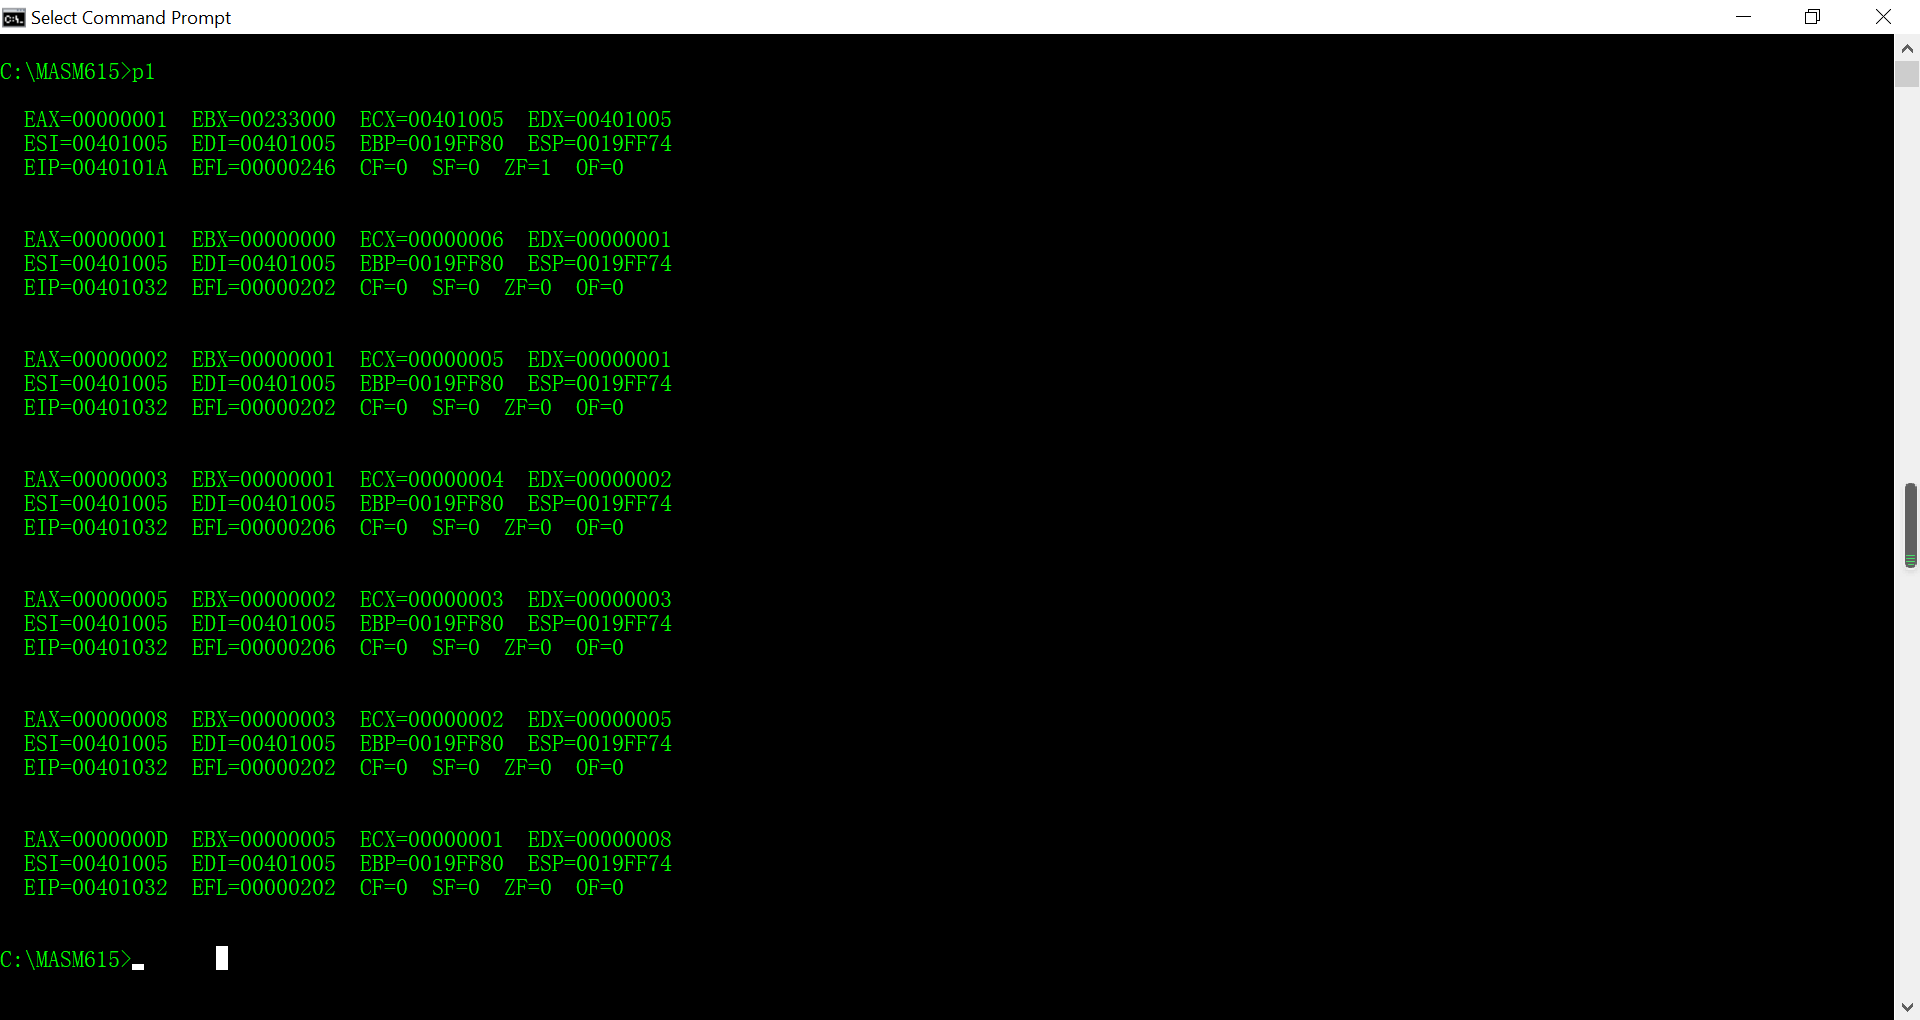 Select Command Prompt
C:\MASM615>p1
EAX=00000001  EBX=00233000  ECX=00401005  EDX=00401005
ESI=00401005  EDI=00401005  EBP=0019FF80  ESP=0019FF74
EIP=0040101A  EFL=00000246  CF=0  SF=0  ZF=1  OF=0
EAX=00000001  EBX=00000000  ECX=00000006  EDX=00000001
ESI=00401005  EDI=00401005  EBP=0019FF80  ESP=0019FF74
EIP=00401032  EFL=00000202  CF=0  SF=0  ZF=0  OF=0
EAX=00000002  EBX=00000001  ECX=00000005  EDX=00000001
ESI=00401005  EDI=00401005  EBP=0019FF80  ESP=0019FF74
EIP=00401032  EFL=00000202  CF=0  SF=0  ZF=0  OF=0
EAX=00000003  EBX=00000001  ECX=00000004  EDX=00000002
ESI=00401005  EDI=00401005  EBP=0019FF80  ESP=0019FF74
EIP=00401032  EFL=00000206  CF=0  SF=0  ZF=0  OF=0
EAX=00000005  EBX=00000002  ECX=00000003  EDX=00000003
ESI=00401005  EDI=00401005  EBP=0019FF80  ESP=0019FF74
EIP=00401032  EFL=00000206  CF=0  SF=0  ZF=0  OF=0
EAX=00000008  EBX=00000003  ECX=00000002  EDX=00000005
ESI=00401005  EDI=00401005  EBP=0019FF80  ESP=0019FF74
EIP=00401032  EFL=00000202  CF=0  SF=0  ZF=0  OF=0
EAX=0000000D  EBX=00000005  ECX=00000001  EDX=00000008
ESI=00401005  EDI=00401005  EBP=0019FF80  ESP=0019FF74
EIP=00401032  EFL=00000202  CF=0  SF=0  ZF=0  OF=0
C:\MASM615>